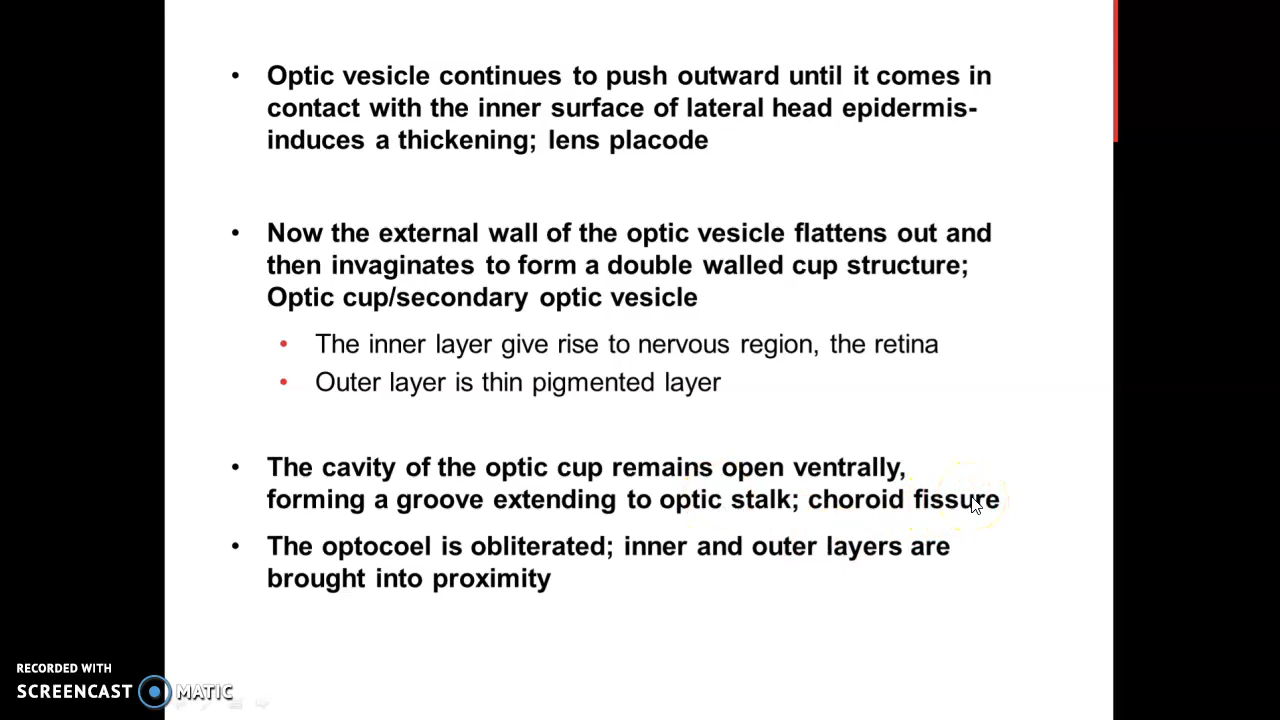 • Optic vesicle continues to push outward until it comes in
contact with the inner surface of lateral head epidermis-
induces a thickening; lens placode
• Now the external wall of the optic vesicle flattens out and
then invaginates to form a double walled cup structure;
Optic cup/secondary optic vesicle
• The inner layer give rise to nervous region, the retina
• Outer layer is thin pigmented layer
• The cavity of the optic cup remains open ventrally,
forming a groove extending to optic stalk; choroid fissure
• The optocoel is obliterated; inner and outer layers are
brought into proximity
RECORDED WITH
SCREENCAST MATIC